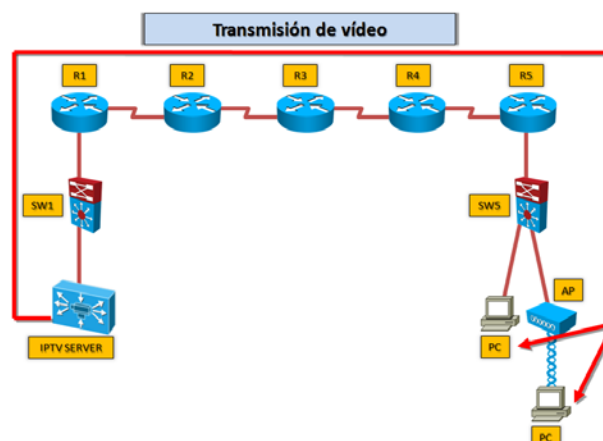 Transmisión de vídeo
R1
R2
R3
R4
R5
SW1
SW5
AP
IPTV SERVER
PC
PC